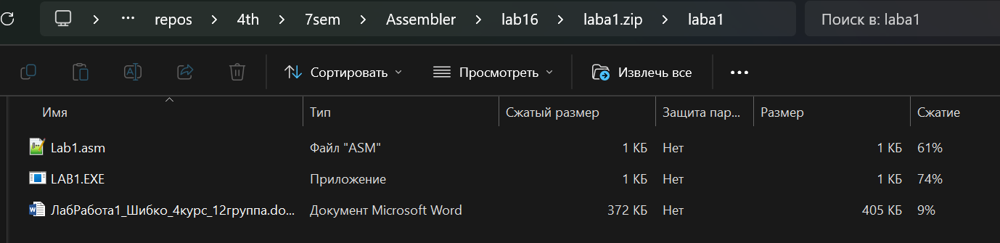 repos > 4th > 7sem > Assembler > lab16 > laba1.zip > laba1 Поиск в: laba1
Сортировать Просмотреть Извлечь все
Имя Тип Сжатый размер Защита пар... Размер Сжатие
Lab1.asm Файл "ASM" 1 КБ Нет 1 КБ 61%
LAB1.EXE Приложение 1 КБ Нет 1 КБ 74%
ЛабРабота1_Шибко_4курс_12группа.do... Документ Microsoft Word 372 КБ Нет 405 КБ 9%